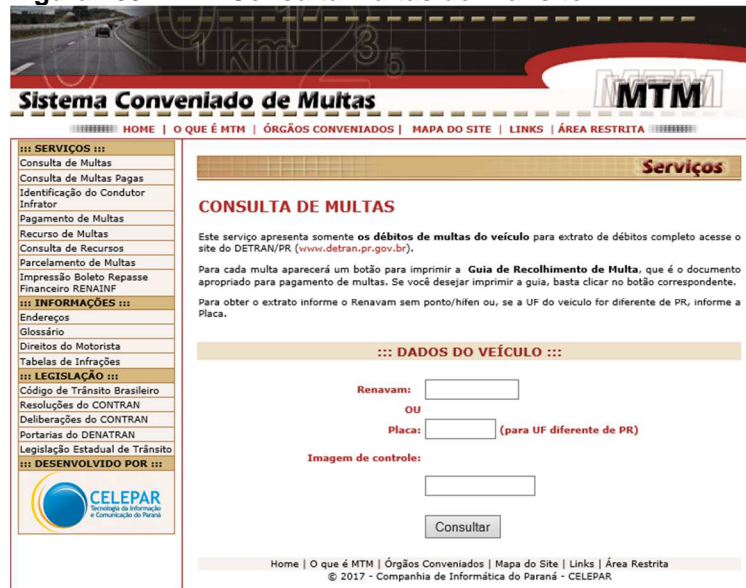 1 km
Sistema Conveniado de Multas
MTM
HOME | O QUE É MTM | ÓRGÃOS CONVENIADOS | MAPA DO SITE | LINKS | ÁREA RESTRITA
::: SERVIÇOS :::
Consulta de Multas
Consulta de Multas Pagas
Identificação do Condutor
Infrator
Pagamento de Multas
Recurso de Multas
Consulta de Recursos
Parcelamento de Multas
Impressão Boleto Repasse
Financeiro RENAINF
::: INFORMAÇÕES :::
Endereços
Glossário
Direitos do Motorista
Tabelas de Infrações
::: LEGISLAÇÃO :::
Código de Trânsito Brasileiro
Resoluções do CONTRAN
Deliberações do CONTRAN
Portarias do DENATRAN
Legislação Estadual de Trânsito
::: DESENVOLVIDO POR :::
CELEPAR
Tecnologia da Informação
e Comunicação do Paraná
Serviços
CONSULTA DE MULTAS
Este serviço apresenta somente os débitos de multas do veículo para extrato de débitos completo acesse o
site do DETRAN/PR (www.detran.pr.gov.br).
Para cada multa aparecerá um botão para imprimir a Guia de Recolhimento de Multa, que é o documento
apropriado para pagamento de multas. Se você desejar imprimir a guia, basta clicar no botão correspondente.
Para obter o extrato informe o Renavam sem ponto/hífen ou, se a UF do veículo for diferente de PR, informe a
Placa.
::: DADOS DO VEÍCULO :::
Renavam:
OU
Placa: (para UF diferente de PR)
Imagem de controle:
Consultar
Home | O que é MTM | Órgãos Conveniados | Mapa do Site | Links | Área Restrita
© 2017 - Companhia de Informática do Paraná - CELEPAR